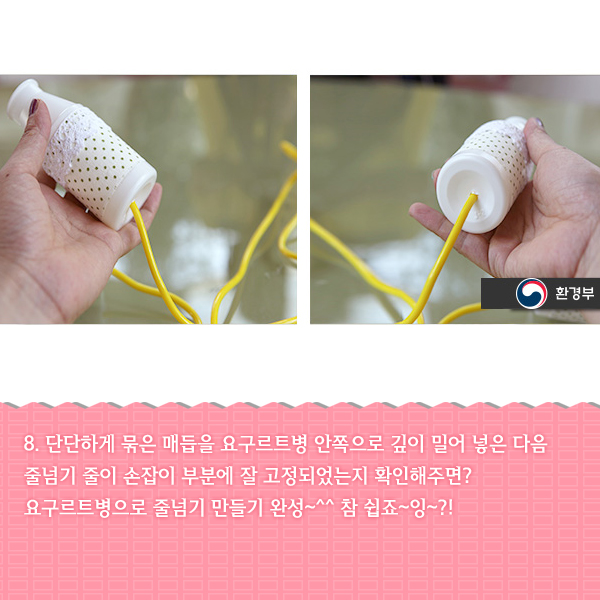 환경부
8. 단단하게 묶은 매듭을 요구르트병 안쪽으로 깊이 밀어 넣은 다음
줄넘기 줄이 손잡이 부분에 잘 고정되었는지 확인해주면?
요구르트병으로 줄넘기 만들기 완성~^^ 참 쉽죠~잉~?!